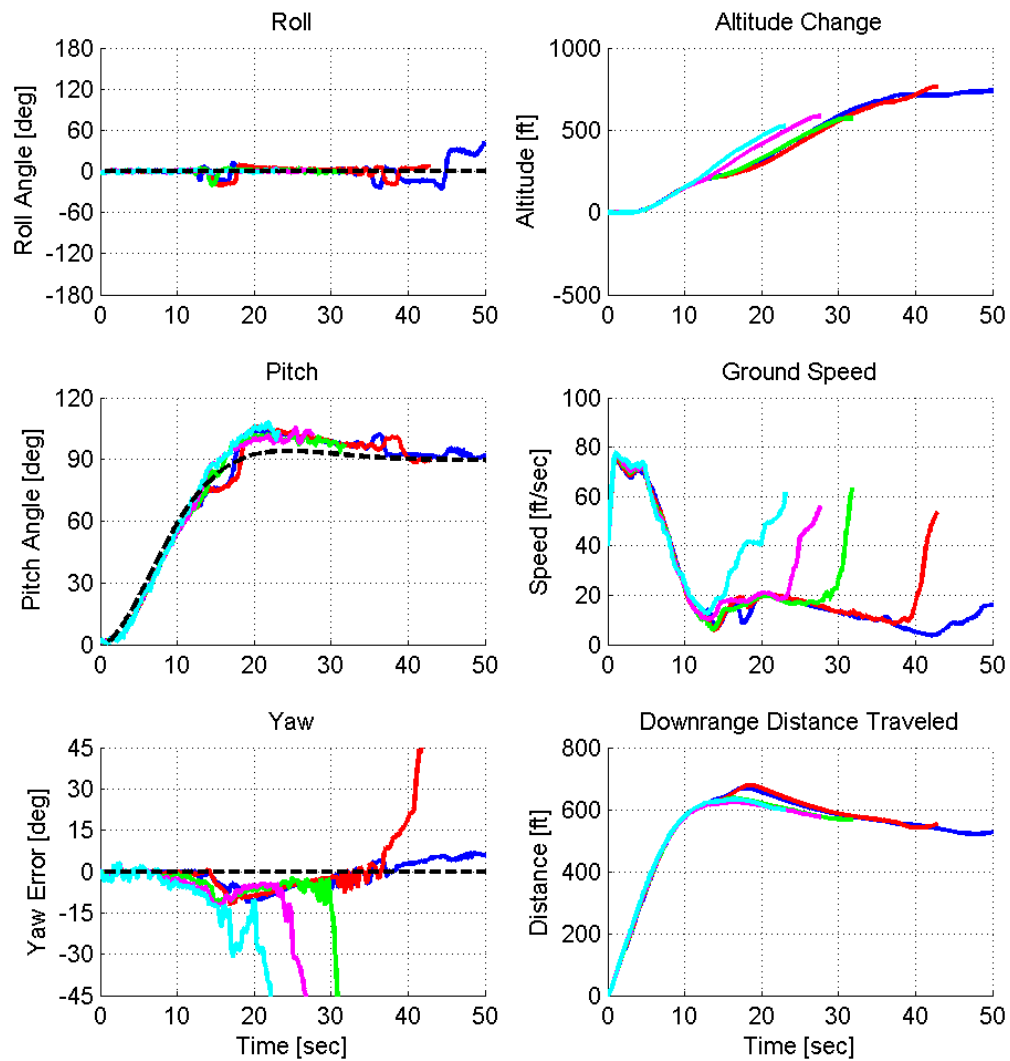 Roll
180
120
60
0
-60
-120
-180
Roll Angle [deg]
0 10 20 30 40 50
Altitude Change
1000
500
0
-500
Altitude [ft]
0 10 20 30 40 50
Pitch
120
90
60
30
0
Pitch Angle [deg]
0 10 20 30 40 50
Ground Speed
100
80
60
40
20
0
Speed [ft/sec]
0 10 20 30 40 50
Yaw
45
30
15
0
-15
-30
-45
Yaw Error [deg]
0 10 20 30 40 50
Time [sec]
Downrange Distance Traveled
800
600
400
200
0
Distance [ft]
0 10 20 30 40 50
Time [sec]